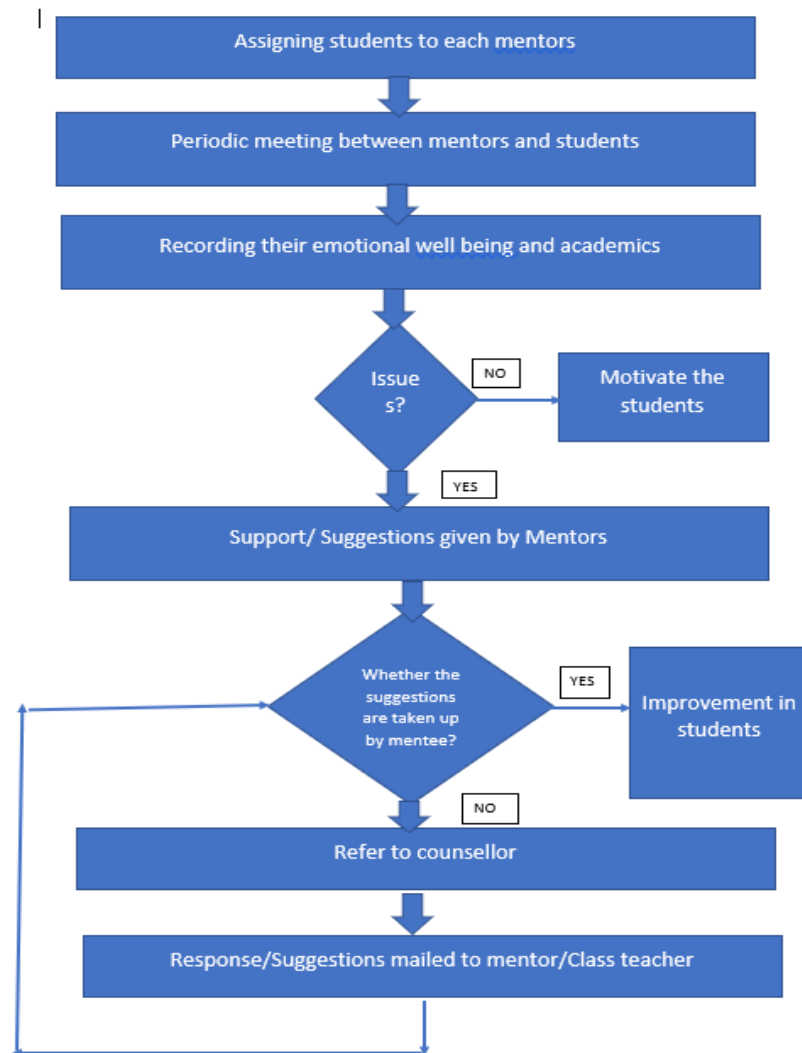 Assigning students to each mentors
Periodic meeting between mentors and students
Recording their emotional well being and academics
Issue
s?
NO
Motivate the
students
YES
Support/ Suggestions given by Mentors
Whether the
suggestions
are taken up
by mentee?
YES
Improvement in
students
NO
Refer to counsellor
Response/Suggestions mailed to mentor/Class teacher